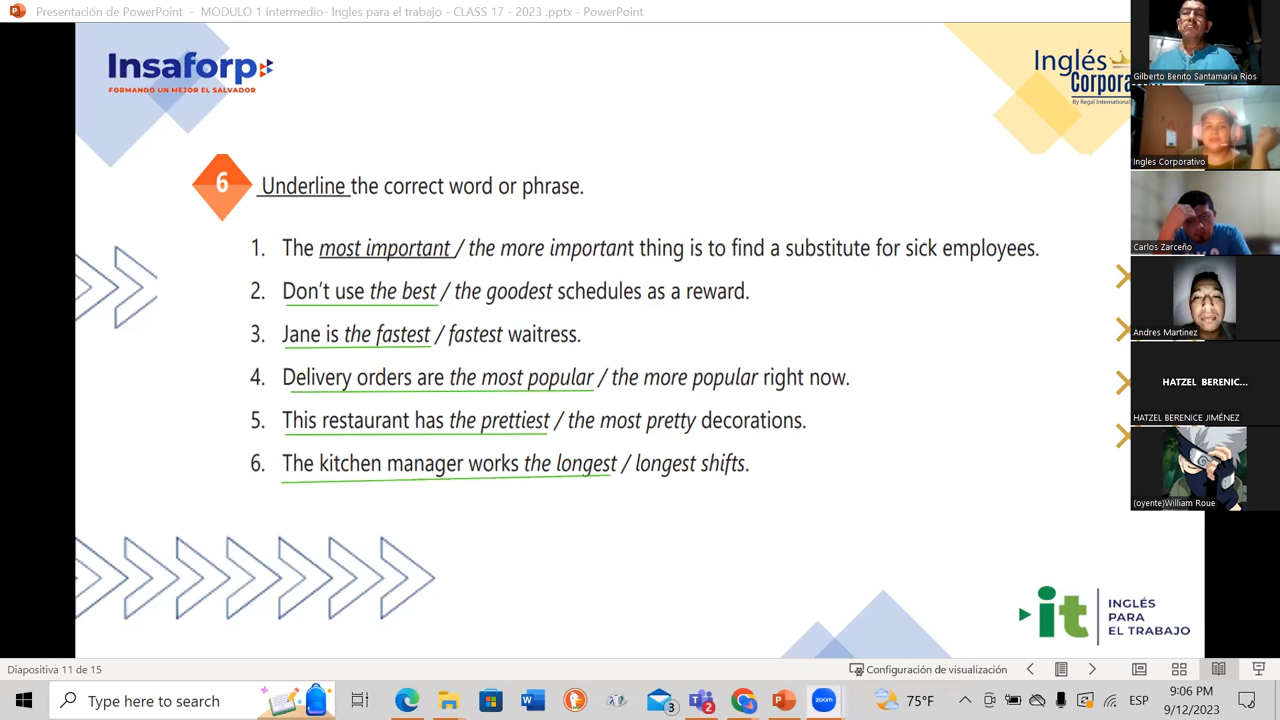 Presentación de PowerPoint - MODULO 1 Intermedio- Ingles para el trabajo - CLASS 17 - 2023 .pptx - PowerPoint
Insaforp
FORMANDO UN MEJOR EL SALVADOR
Inglés
Corpora
By Regal International
6
Underline the correct word or phrase.
1. The most important / the more important thing is to find a substitute for sick employees.
2. Don't use the best / the goodest schedules as a reward.
3. Jane is the fastest / fastest waitress.
4. Delivery orders are the most popular / the more popular right now.
5. This restaurant has the prettiest / the most pretty decorations.
6. The kitchen manager works the longest / longest shifts.
Gilberto Benito Santamaria Rios
Ingles Corporativo
Carlos Zarceño
Andres Martinez
HATZEL BERENIC...
HATZEL BERENICE JIMÉNEZ
(oyente)William Roue
it
INGLÉS
PARA
EL TRABAJO
Diapositiva 11 de 15
Configuración de visualización
Type here to search
W
3
2
P
zoom
75°F
ESP
9:06 PM
9/12/2023